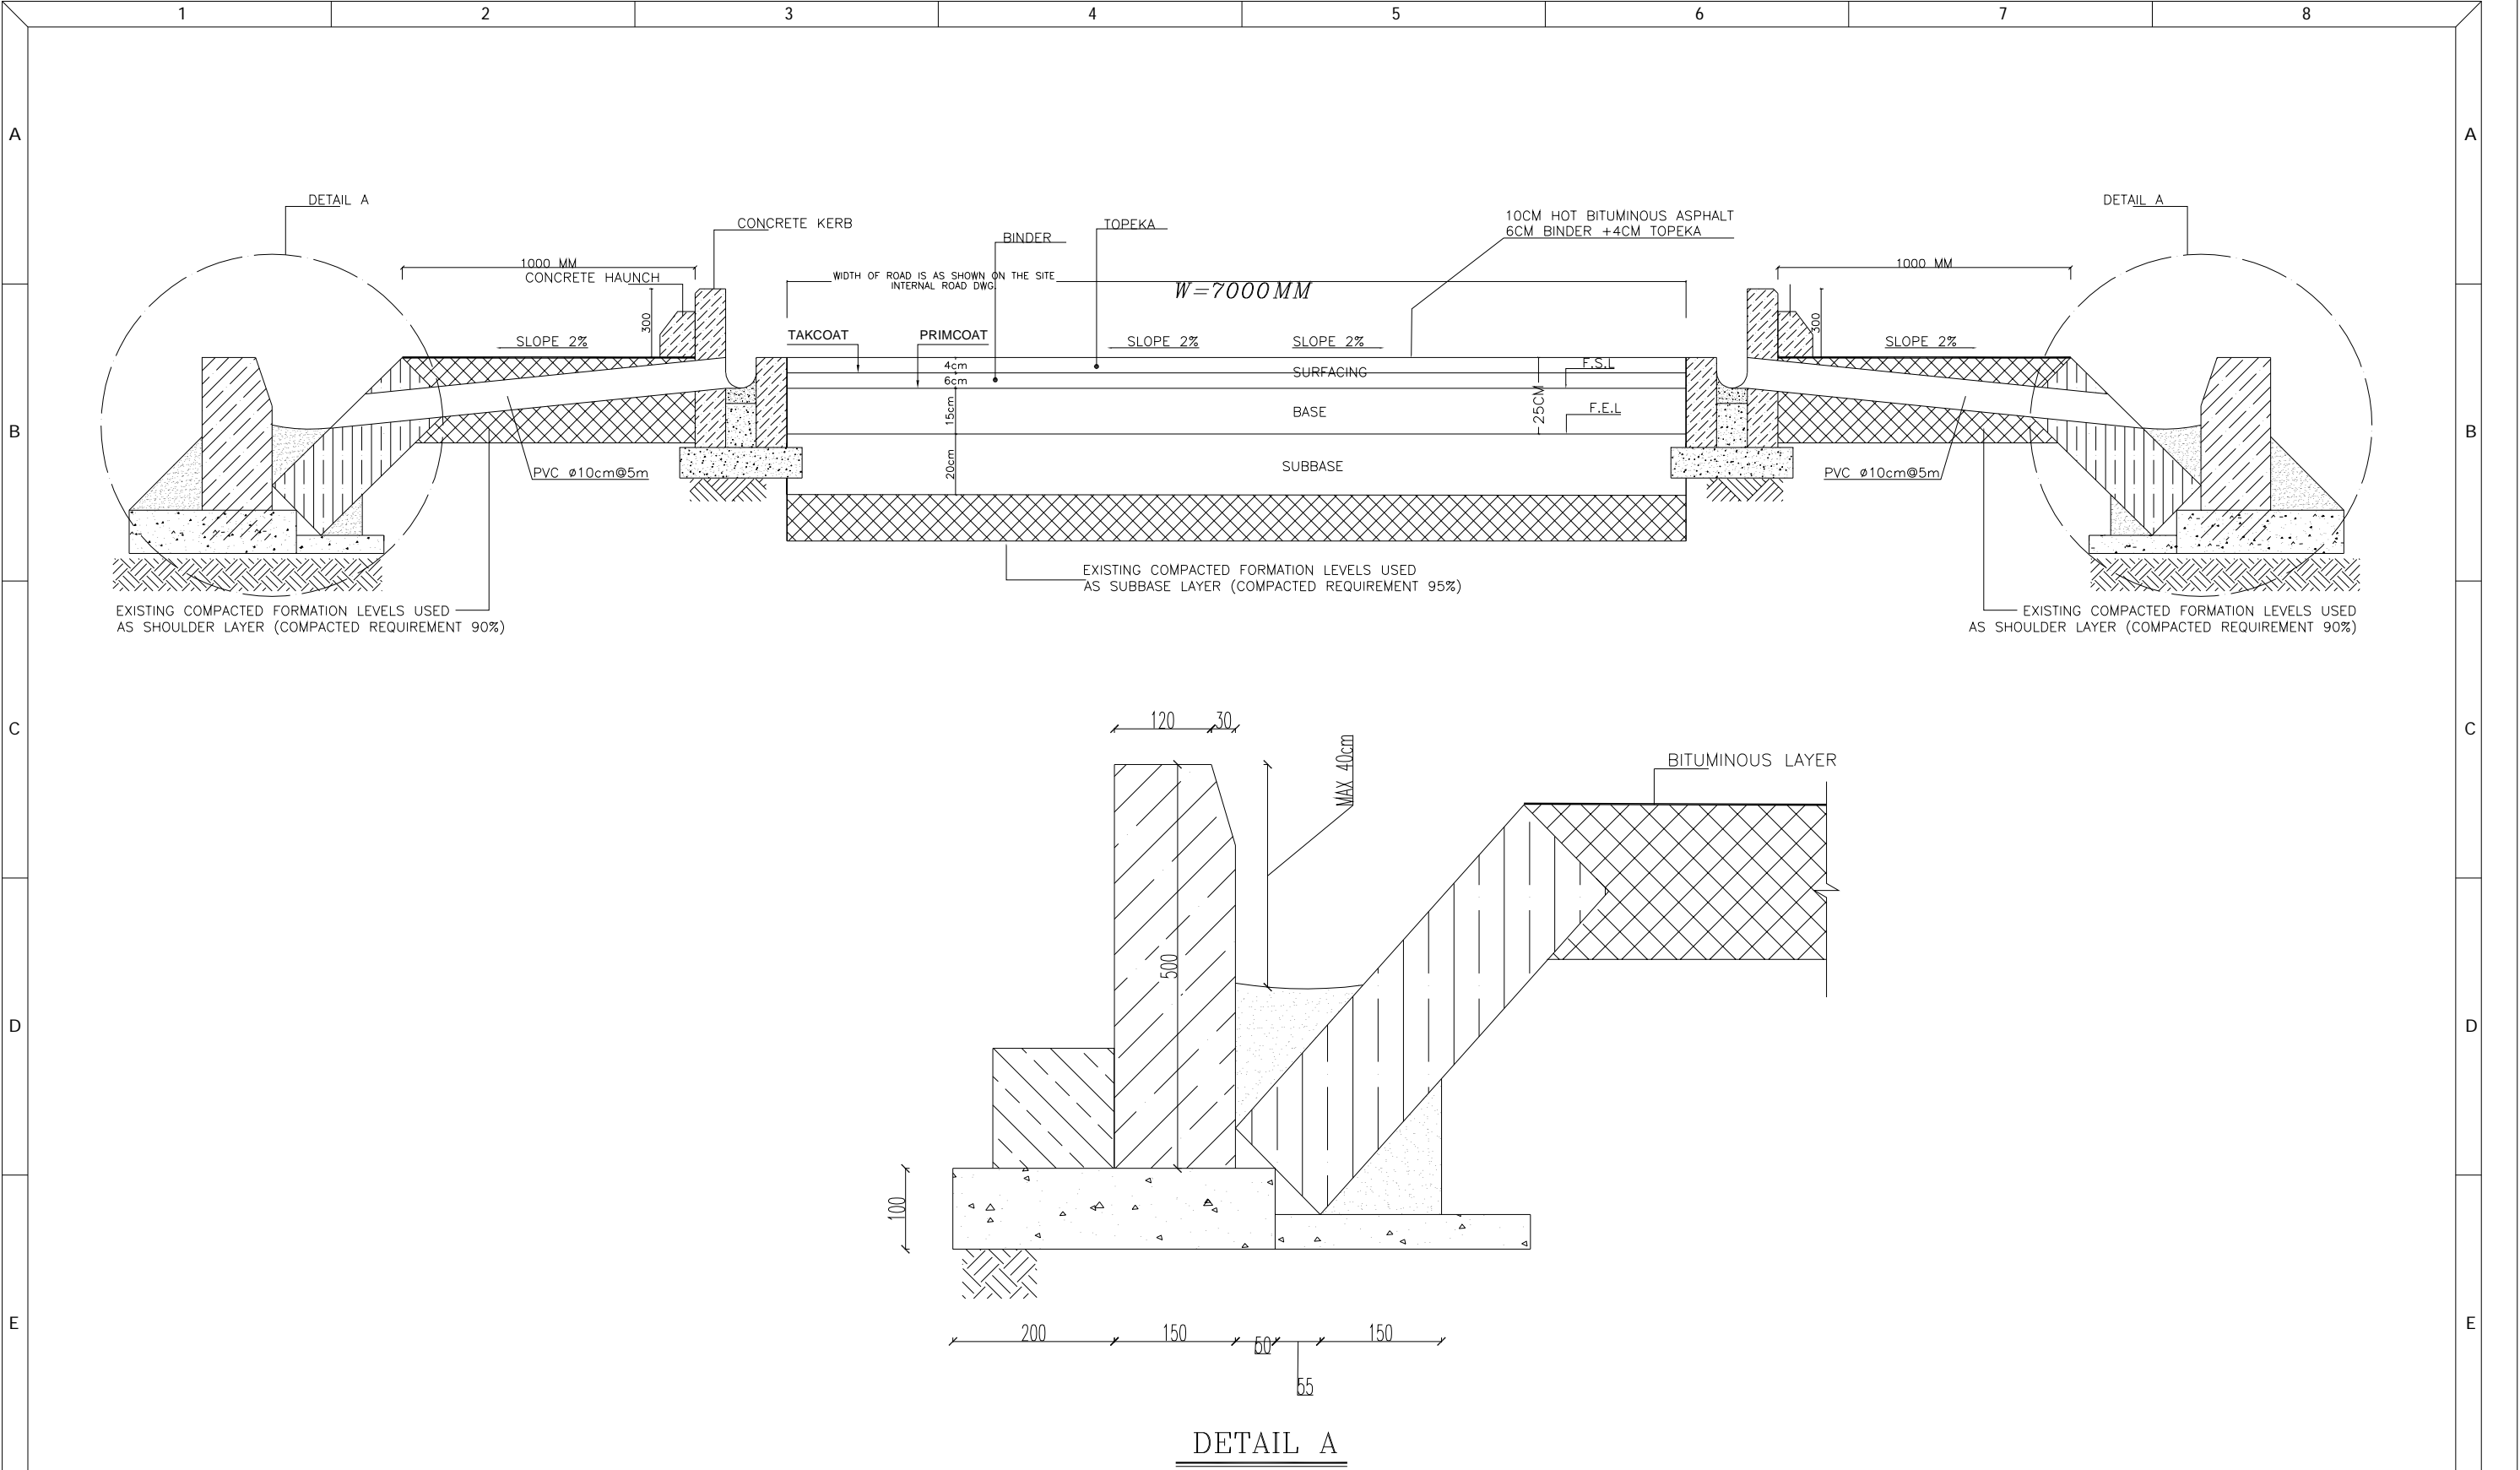 1 2 3 4 5 6 7 8
A
A
DETAIL A
DETAIL A
CONCRETE KERB
BINDER
TOPEKA
10CM HOT BITUMINOUS ASPHALT
6CM BINDER +4CM TOPEKA
1000 MM
CONCRETE HAUNCH
WIDTH OF ROAD IS AS SHOWN ON THE SITE
INTERNAL ROAD DWG.
W=7000MM
1000 MM
300
300
TAKCOAT
PRIMCOAT
SLOPE 2%
SLOPE 2%
SLOPE 2%
SLOPE 2%
4cm
6cm
15cm
20cm
SURFACING
F.S.L
25CM
BASE
F.E.L
SUBBASE
B
B
PVC ø10cm@5m
PVC ø10cm@5m
EXISTING COMPACTED FORMATION LEVELS USED
AS SUBBASE LAYER (COMPACTED REQUIREMENT 95%)
EXISTING COMPACTED FORMATION LEVELS USED
AS SHOULDER LAYER (COMPACTED REQUIREMENT 90%)
EXISTING COMPACTED FORMATION LEVELS USED
AS SHOULDER LAYER (COMPACTED REQUIREMENT 90%)
C
C
120
30
MAX 40cm
BITUMINOUS LAYER
500
D
D
100
E
E
200
150
50
150
55
DETAIL A